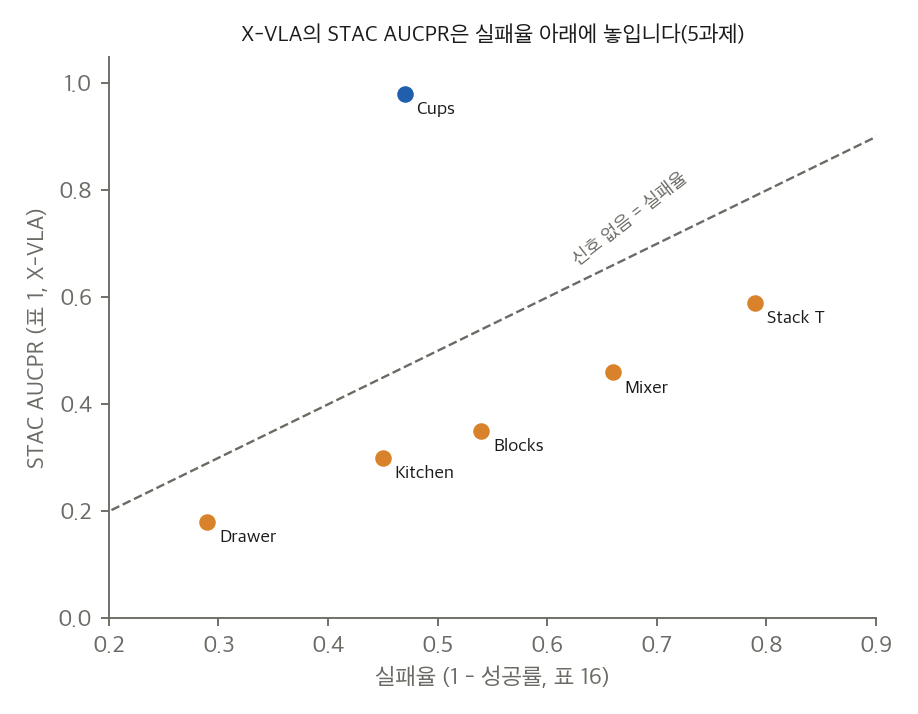 X-VLA의 STAC AUCPR은 실패율 아래에 놓입니다(5과제)
STAC AUCPR (표 1, X-VLA)
1.0
0.8
0.6
0.4
0.2
0.0
Cups
신호 없음 = 실패율
Stack T
Mixer
Blocks
Kitchen
Drawer
0.2 0.3 0.4 0.5 0.6 0.7 0.8 0.9
실패율 (1 - 성공률, 표 16)